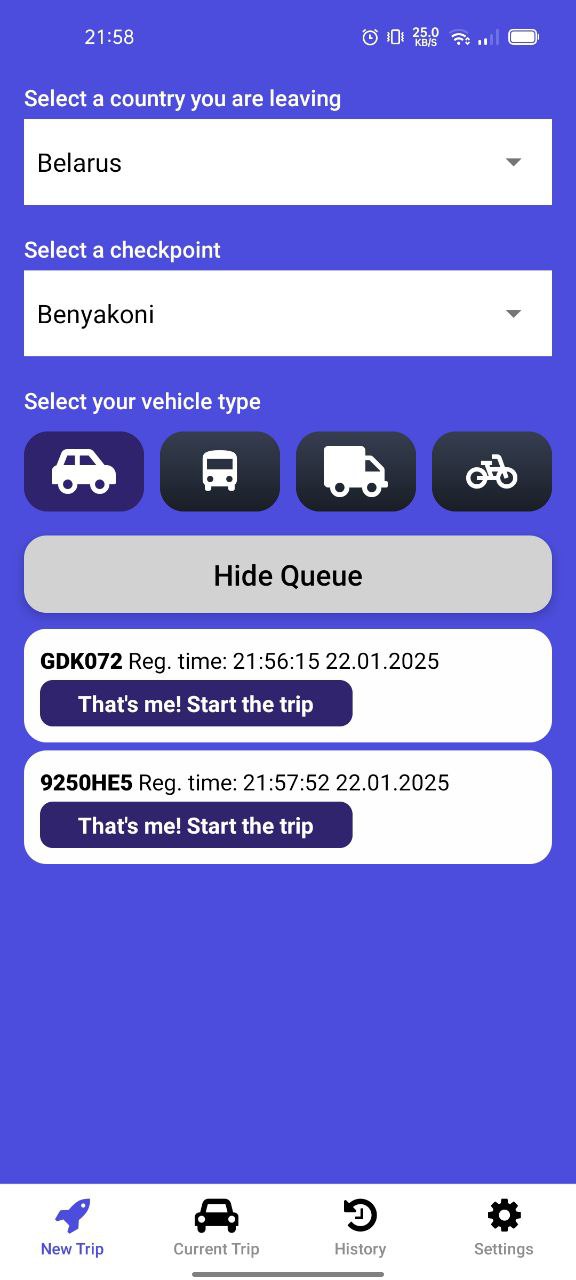 21:58
25.0
KB/S
Select a country you are leaving
Belarus
Select a checkpoint
Benyakoni
Select your vehicle type
Hide Queue
GDK072 Reg. time: 21:56:15 22.01.2025
That's me! Start the trip
9250HE5 Reg. time: 21:57:52 22.01.2025
That's me! Start the trip
New Trip
Current Trip
History
Settings